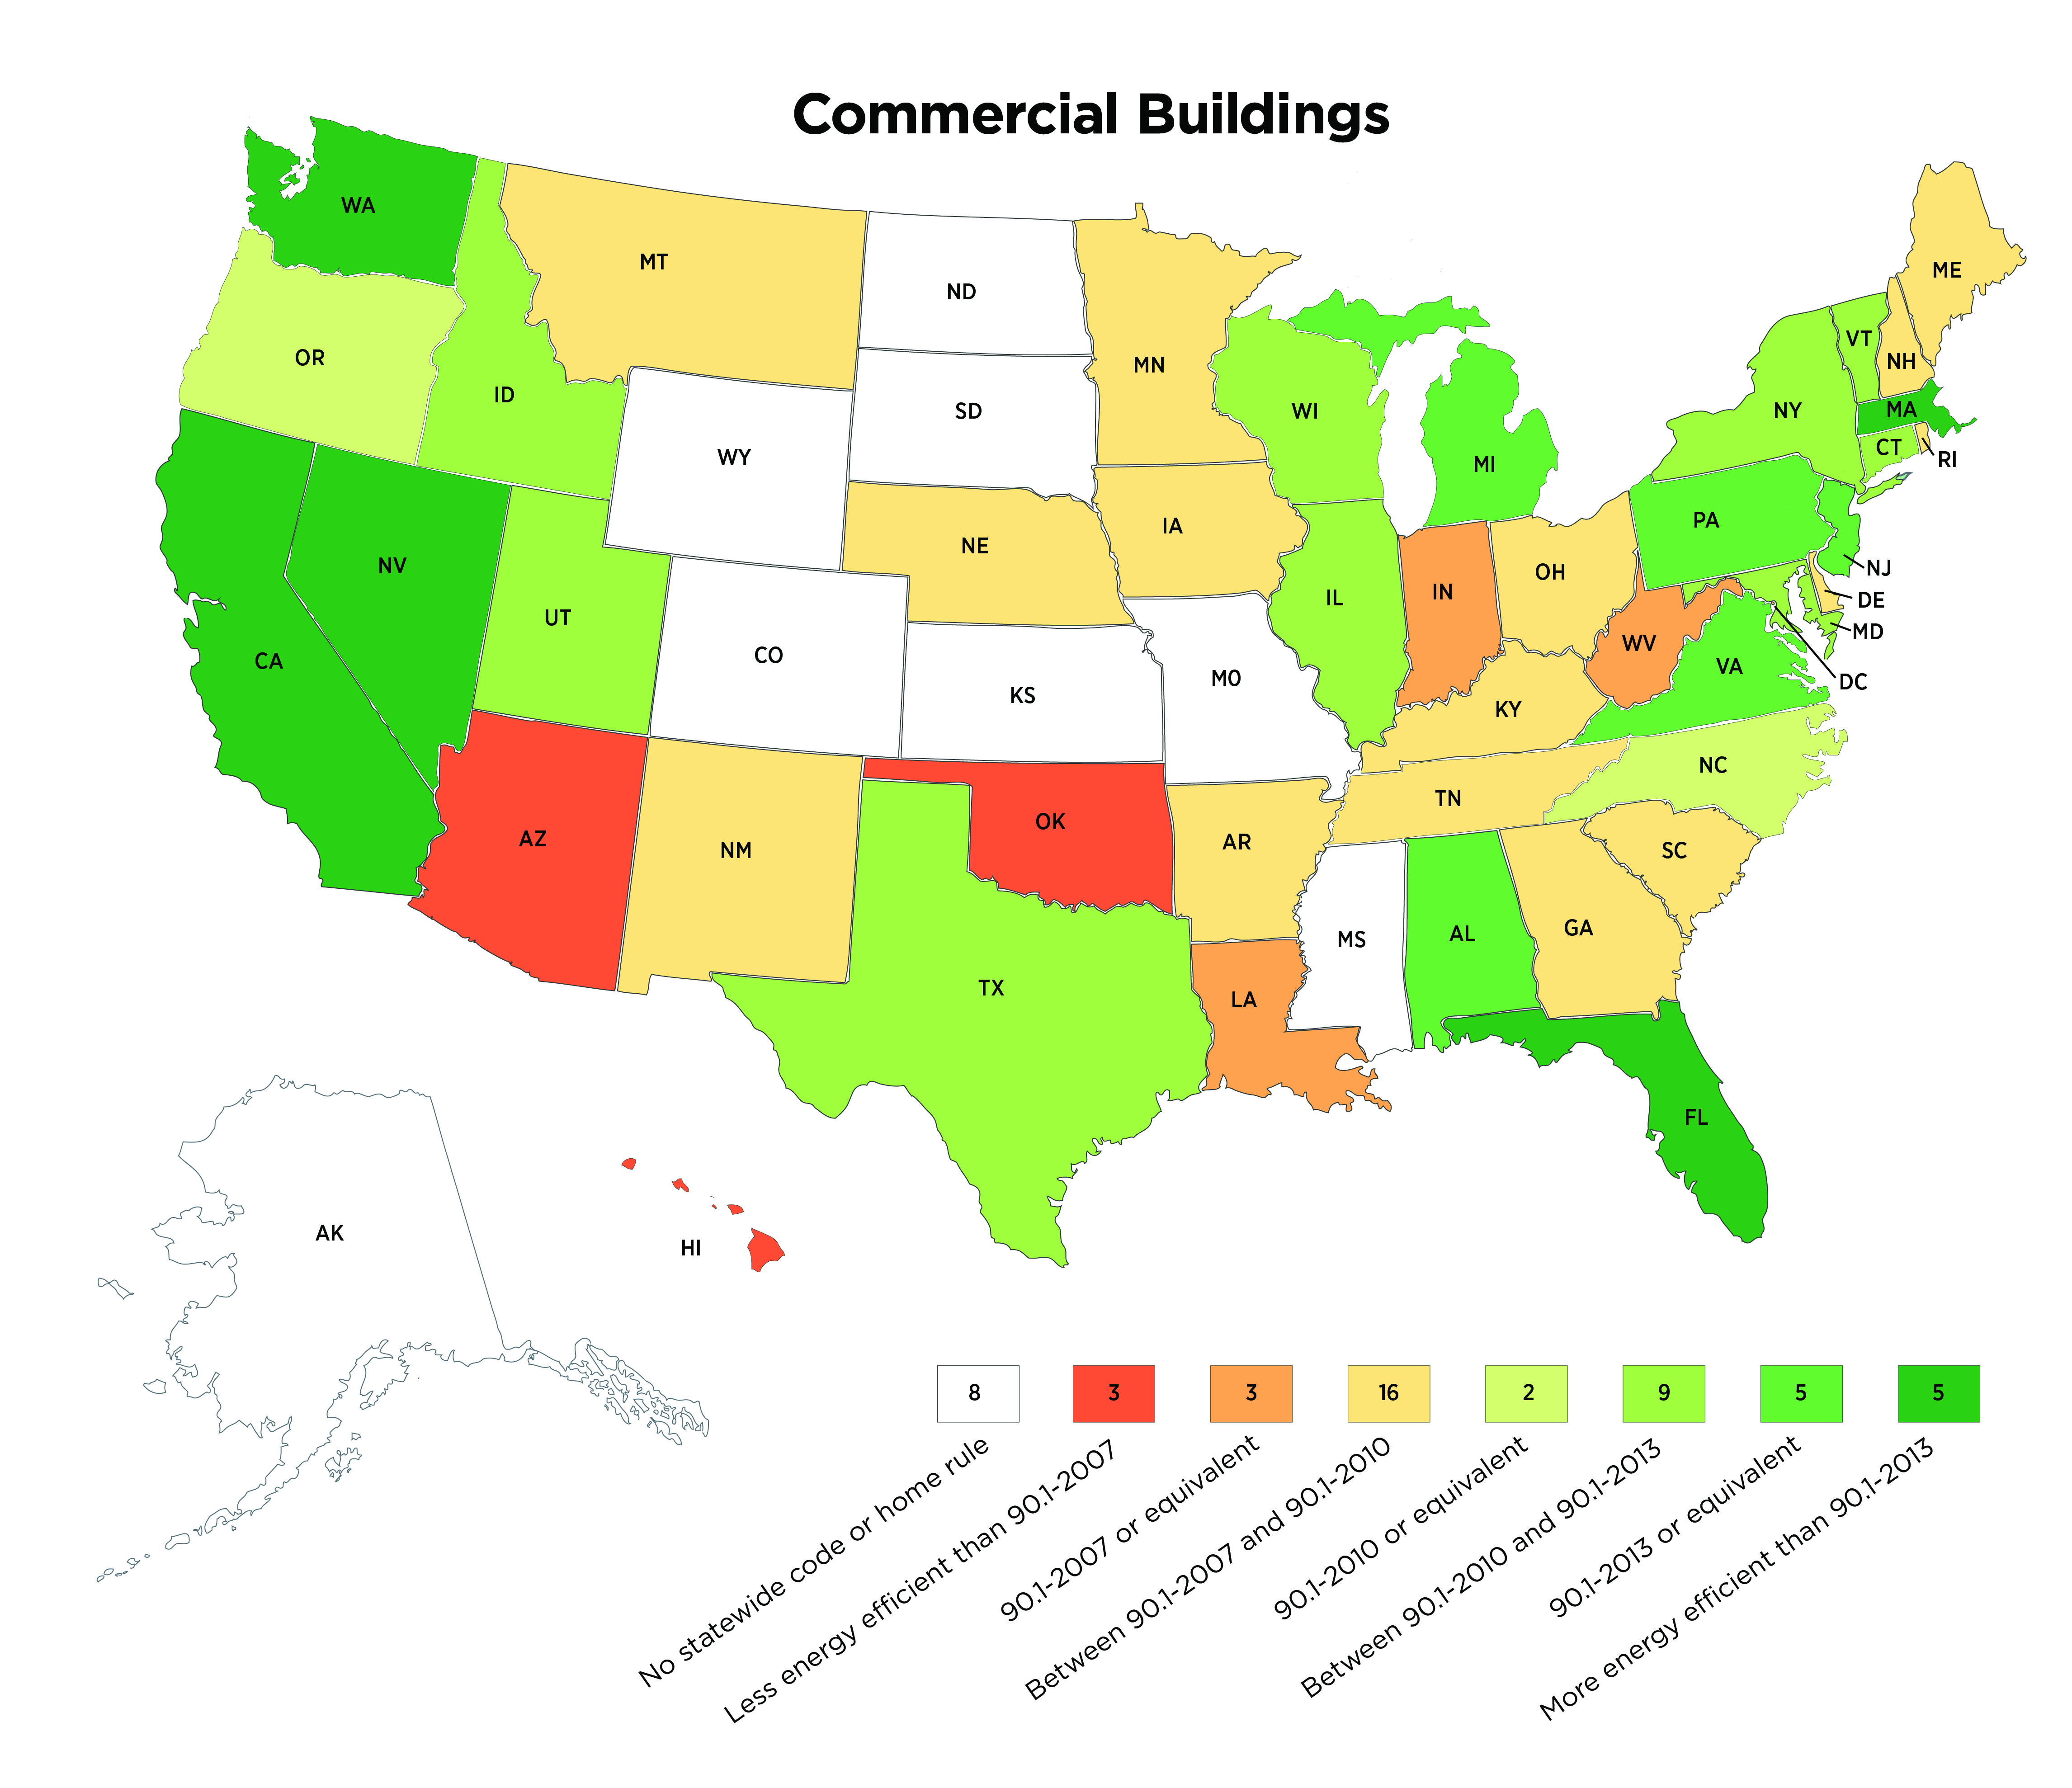 Commercial Buildings
WA
MT
ND
MN
ME
OR
ID
SD
WI
VT
NH
NY
MA
WY
MI
CT
RI
NV
NE
IA
PA
UT
IL
IN
OH
NJ
DE
CA
CO
KS
MO
WV
VA
MD
KY
DC
AZ
NM
OK
AR
TN
NC
SC
TX
LA
MS
AL
GA
FL
AK
HI
8
3
3
16
2
9
5
5
No statewide code or home rule
Less energy efficient than 90.1-2007
90.1-2007 or equivalent
Between 90.1-2007 and 90.1-2010
90.1-2010 or equivalent
Between 90.1-2010 and 90.1-2013
90.1-2013 or equivalent
More energy efficient than 90.1-2013